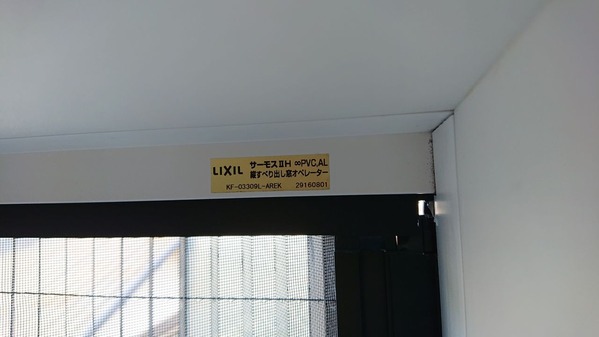 LIXIL サーモスⅡH ∞PVC,AL
縦すべり出し窓オペレーター
KF-03309L-AREK 29160801